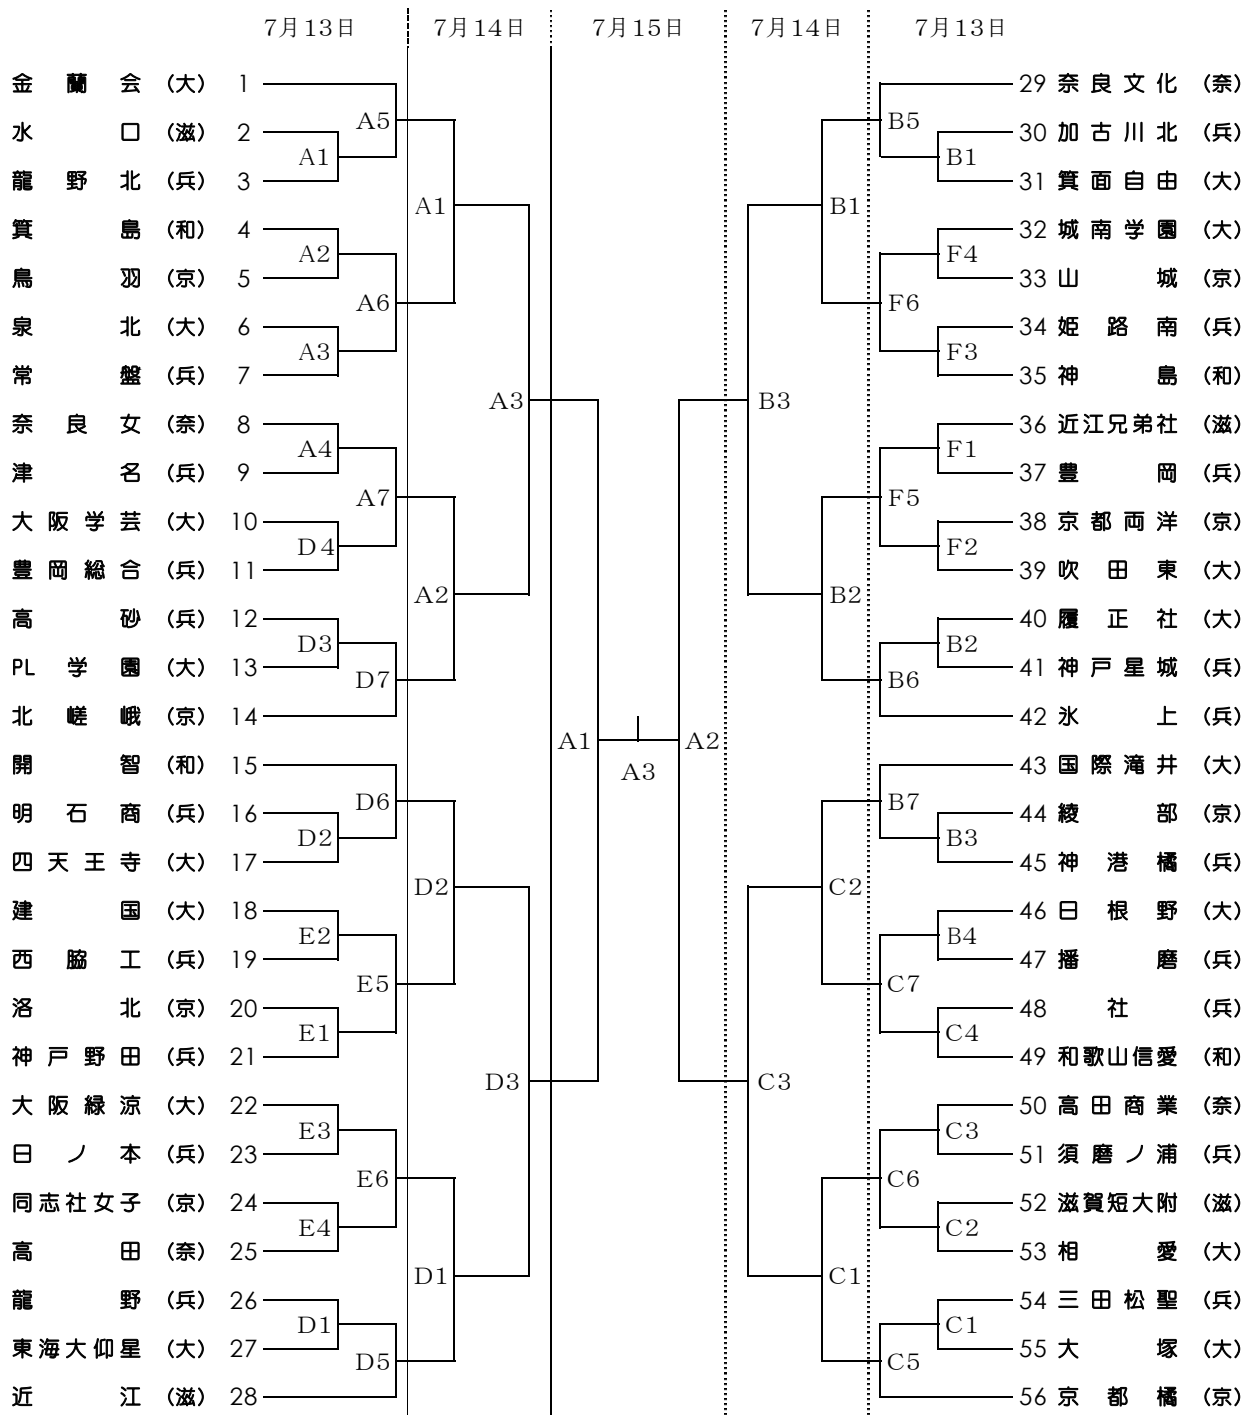 7月13日 7月14日 7月15日 7月14日 7月13日
金蘭会 (大) 1
水口 (滋) 2
龍野北 (兵) 3
箕島 (和) 4
鳥羽 (京) 5
泉北 (大) 6
常盤 (兵) 7
奈良女 (奈) 8
津名 (兵) 9
大阪学芸 (大) 10
豊岡総合 (兵) 11
高砂 (兵) 12
PL学園 (大) 13
北嵯峨 (京) 14
開智 (和) 15
明石商 (兵) 16
四天王寺 (大) 17
建国 (大) 18
西脇工 (兵) 19
洛北 (京) 20
神戸野田 (兵) 21
大阪緑涼 (大) 22
日ノ本 (兵) 23
同志社女子 (京) 24
高田 (奈) 25
龍野 (兵) 26
東海大仰星 (大) 27
近江 (滋) 28
A1
A2
A3
A4
D4
D3
D2
E2
E1
E3
E4
D1
A5
A6
A7
D7
D6
E5
E6
D5
A1
A2
D2
D1
A3
D3
A1
A3
A2
B3
C3
B1
B2
C2
C1
B5
F6
F5
B6
B7
C7
C6
C5
B1
F4
F3
F1
F2
B2
B3
B4
C4
C3
C2
C1
29 奈良文化 (奈)
30 加古川北 (兵)
31 箕面自由 (大)
32 城南学園 (大)
33 山城 (京)
34 姫路南 (兵)
35 神島 (和)
36 近江兄弟社 (滋)
37 豊岡 (兵)
38 京都両洋 (京)
39 吹田東 (大)
40 履正社 (大)
41 神戸星城 (兵)
42 氷上 (兵)
43 国際滝井 (大)
44 綾部 (京)
45 神港橘 (兵)
46 日根野 (大)
47 播磨 (兵)
48 社 (兵)
49 和歌山信愛 (和)
50 高田商業 (奈)
51 須磨ノ浦 (兵)
52 滋賀短大附 (滋)
53 相愛 (大)
54 三田松聖 (兵)
55 大塚 (大)
56 京都橘 (京)